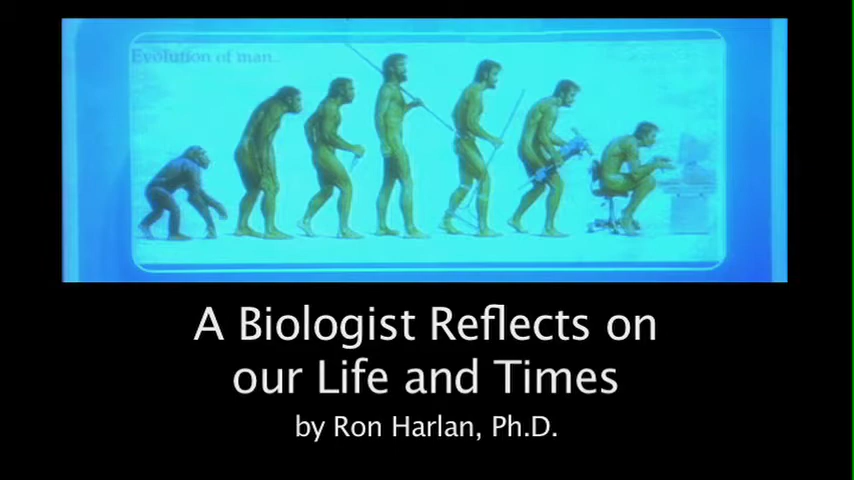 Evolution of man..
A Biologist Reflects on
our Life and Times
by Ron Harlan, Ph.D.